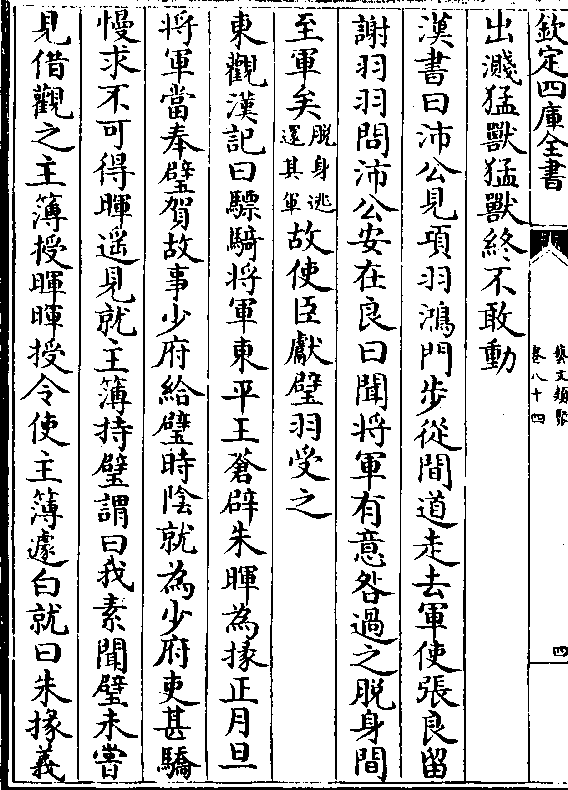 欽定四庫全書
藝文類聚
卷八十四
四
出濺猛獸猛獸終不敢動
漢書曰沛公見項羽鴻門步從間道走去軍使張良留
謝羽羽問沛公安在良曰聞將軍有意咎過之脫身間
至軍矣脫身逃還其軍故使臣獻璧羽受之
東觀漢記曰驃騎將軍東平王蒼辟朱暉為掾正月旦
將軍當奉璧賀故事少府給璧時陰就為少府吏甚驕
慢求不可得暉遥見就主簿持璧謂曰我素聞璧未嘗
見借觀之主簿授暉暉授令使主簿遽白就曰朱掾義